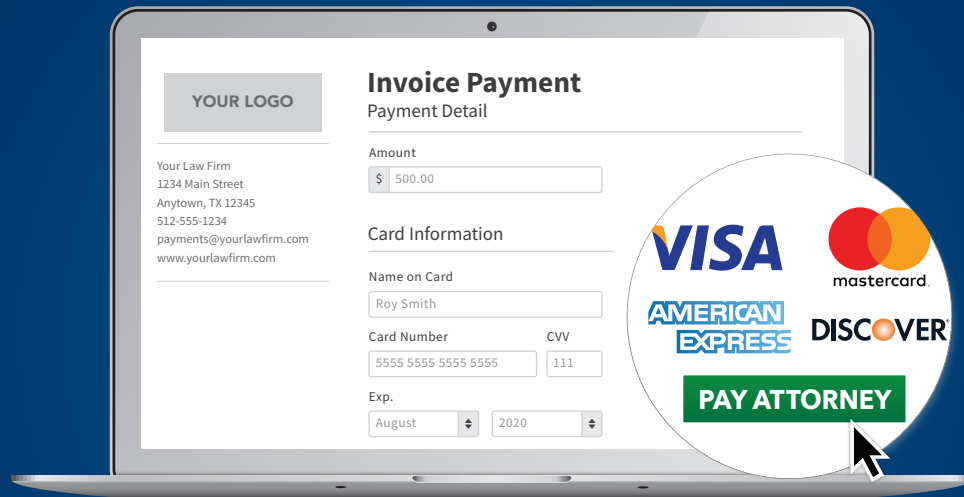 YOUR LOGO
Your Law Firm
1234 Main Street
Anytown, TX 12345
512-555-1234
payments@yourlawfirm.com
www.yourlawfirm.com
Invoice Payment
Payment Detail
Amount
$ 500.00
Card Information
Name on Card
Roy Smith
Card Number CVV
5555 5555 5555 5555 111
Exp.
August 2020
VISA
mastercard.
AMERICAN
EXPRESS
DISCOVER
PAY ATTORNEY